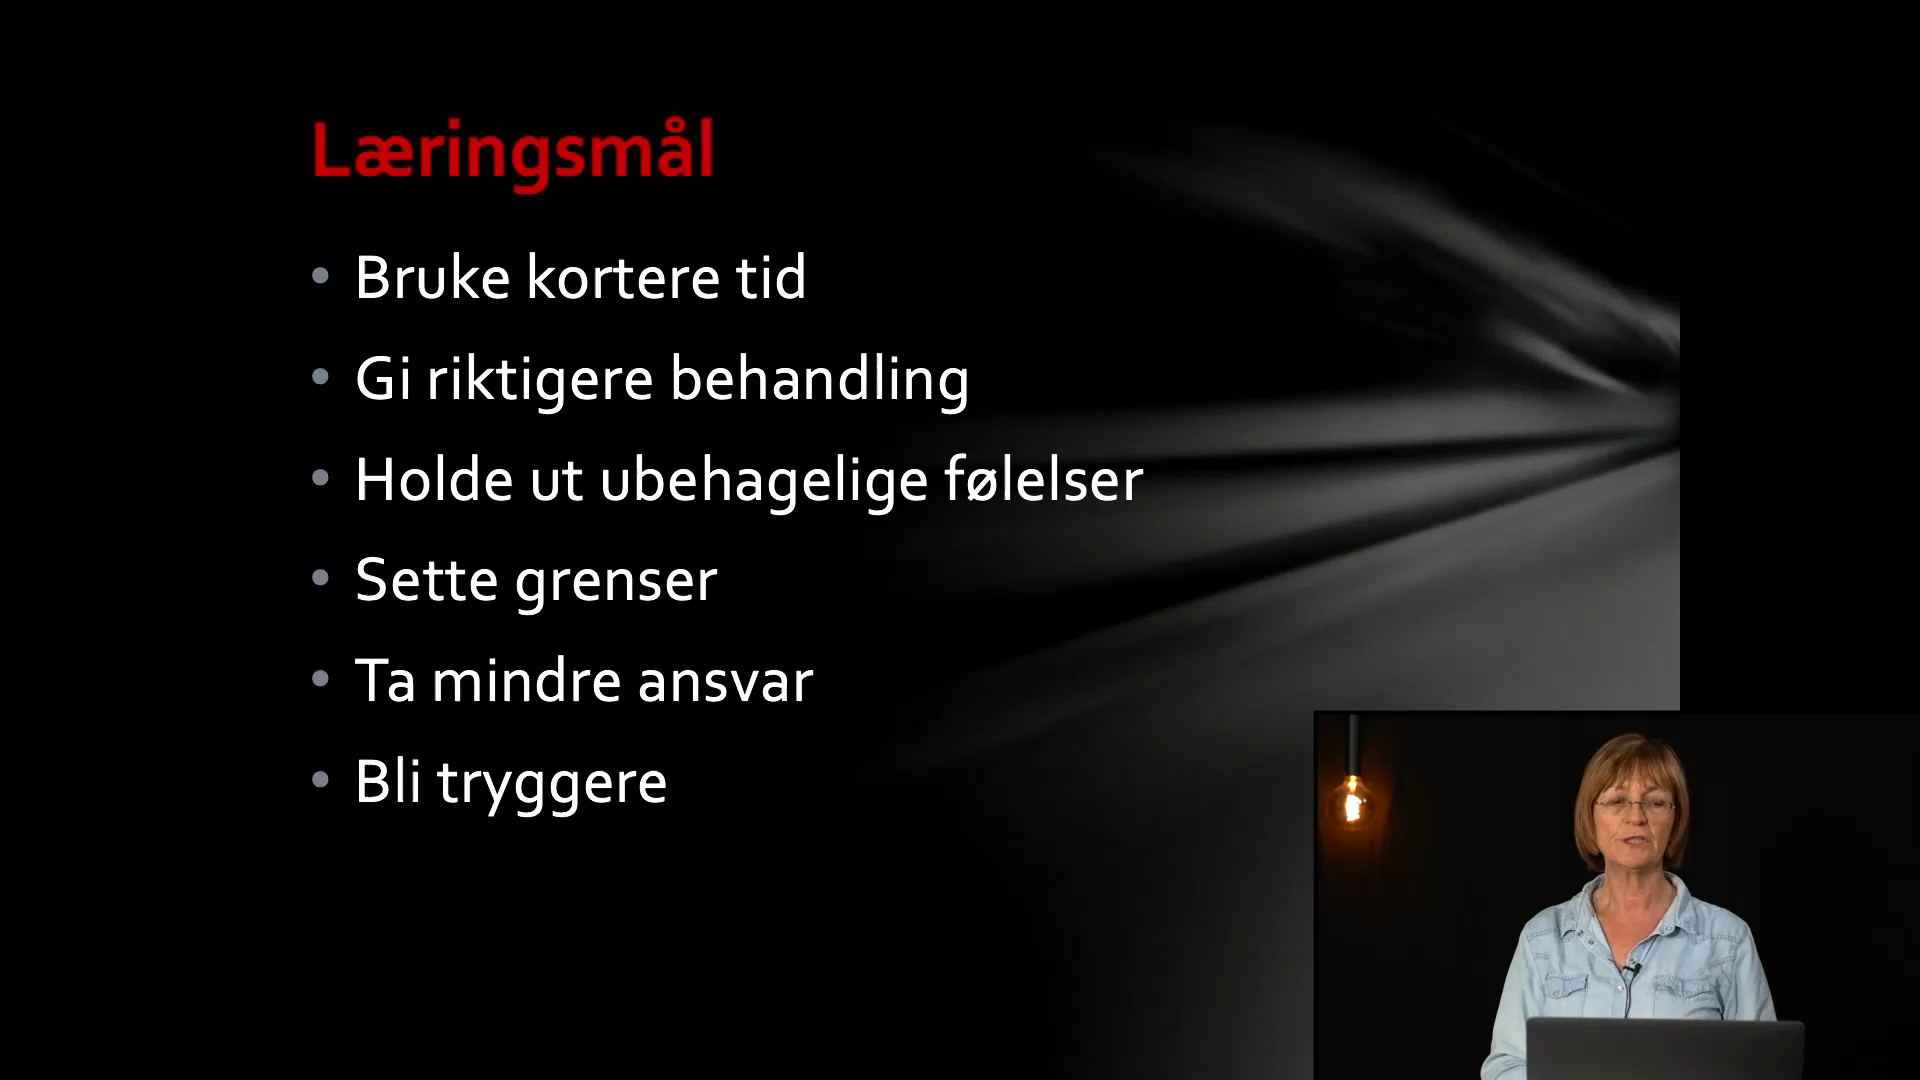 Læringsmål
• Bruke kortere tid
• Gi riktigere behandling
• Holde ut ubehagelige følelser
• Sette grenser
• Ta mindre ansvar
• Bli tryggere